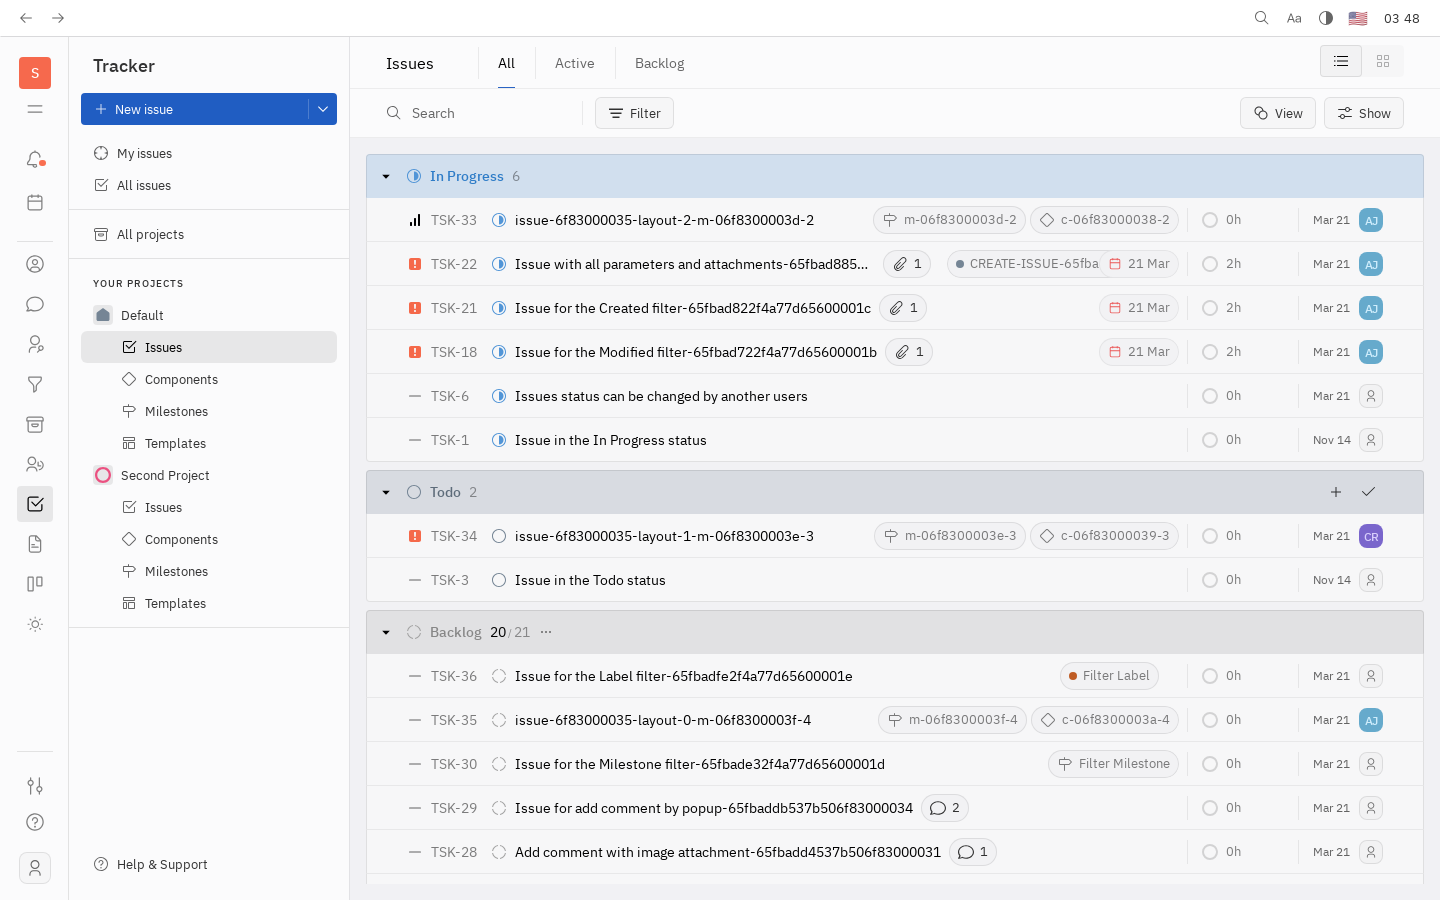 Aa 03 48
S
Tracker
New issue
My issues
All issues
All projects
YOUR PROJECTS
Default
Issues
Components
Milestones
Templates
Second Project
Issues
Components
Milestones
Templates
Help & Support
Issues All Active Backlog
Search Filter View Show
In Progress 6
TSK-33 issue-6f83000035-layout-2-m-06f8300003d-2 m-06f8300003d-2 c-06f83000038-2 0h Mar 21 AJ
TSK-22 Issue with all parameters and attachments-65fbad885... 1 CREATE-ISSUE-65fba 21 Mar 2h Mar 21 AJ
TSK-21 Issue for the Created filter-65fbad822f4a77d65600001c 1 21 Mar 2h Mar 21 AJ
TSK-18 Issue for the Modified filter-65fbad722f4a77d65600001b 1 21 Mar 2h Mar 21 AJ
TSK-6 Issues status can be changed by another users 0h Mar 21
TSK-1 Issue in the In Progress status 0h Nov 14
Todo 2
TSK-34 issue-6f83000035-layout-1-m-06f8300003e-3 m-06f8300003e-3 c-06f83000039-3 0h Mar 21 CR
TSK-3 Issue in the Todo status 0h Nov 14
Backlog 20/21 ...
TSK-36 Issue for the Label filter-65fbadfe2f4a77d65600001e Filter Label 0h Mar 21
TSK-35 issue-6f83000035-layout-0-m-06f8300003f-4 m-06f8300003f-4 c-06f8300003a-4 0h Mar 21 AJ
TSK-30 Issue for the Milestone filter-65fbade32f4a77d65600001d Filter Milestone 0h Mar 21
TSK-29 Issue for add comment by popup-65fbaddb537b506f83000034 2 0h Mar 21
TSK-28 Add comment with image attachment-65fbadd4537b506f83000031 1 0h Mar 21